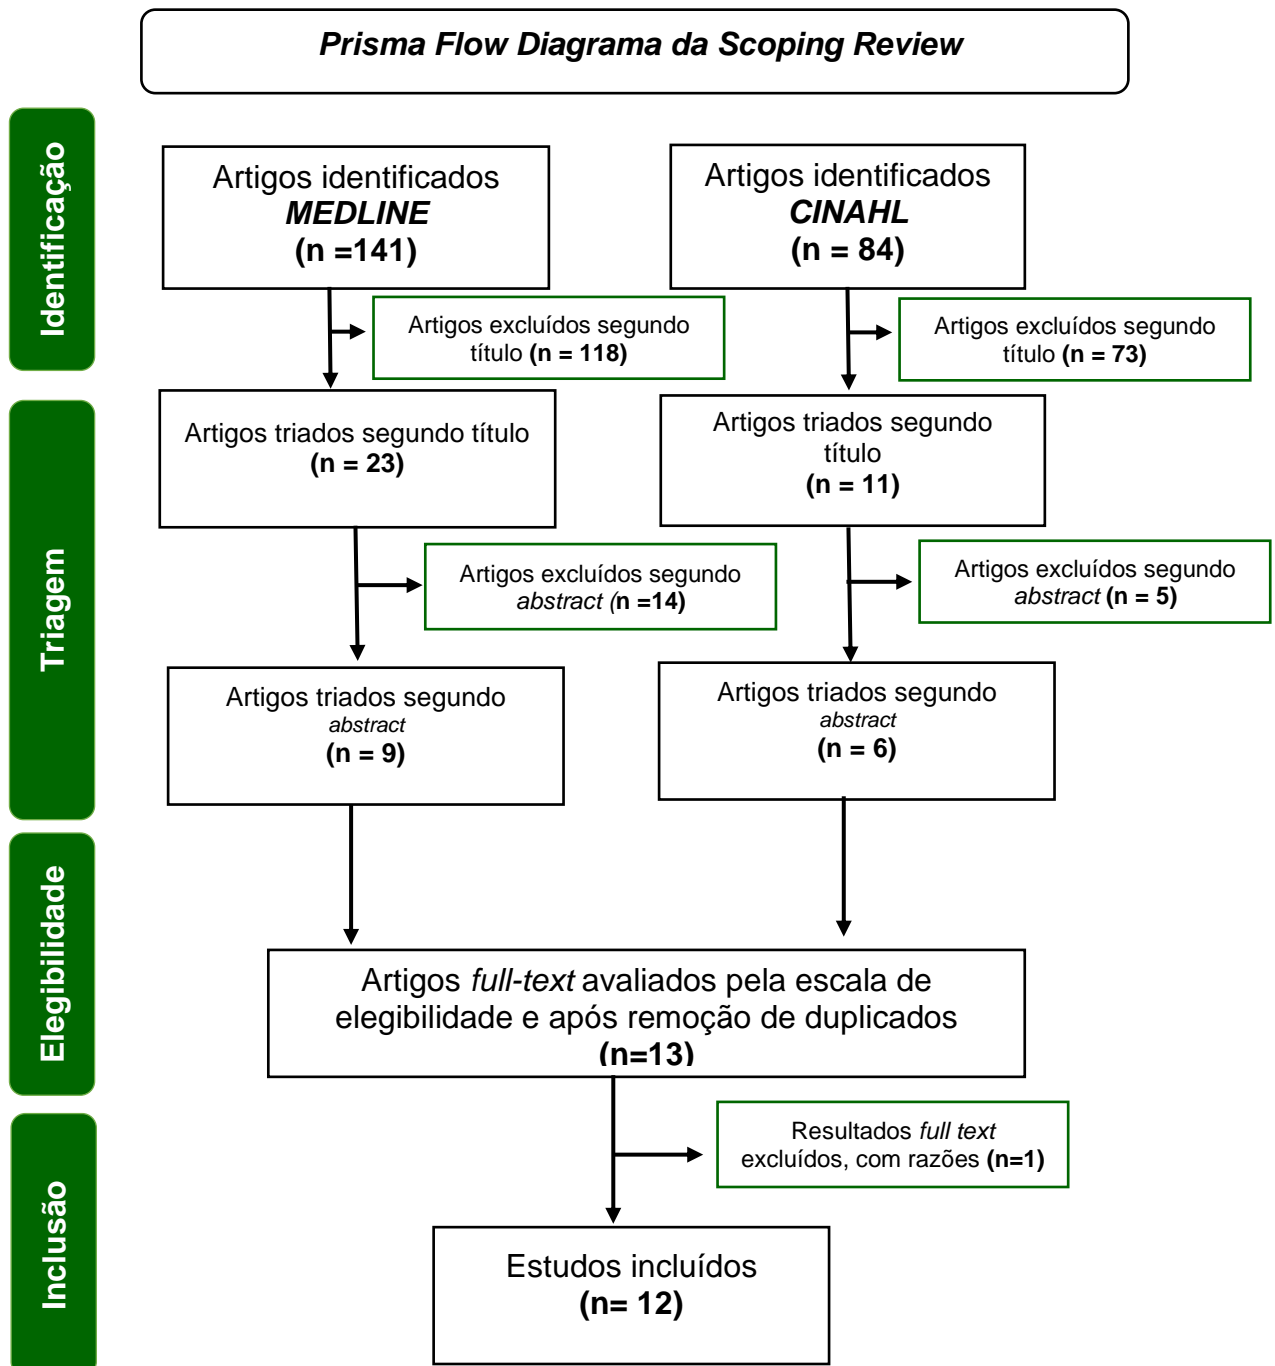 Prisma Flow Diagrama da Scoping Review
Identificação
Artigos identificados
MEDLINE
(n =141)
Artigos identificados
CINAHL
(n = 84)
Artigos excluídos segundo
título (n = 118)
Artigos excluídos segundo
título (n = 73)
Triagem
Artigos triados segundo título
(n = 23)
Artigos triados segundo
título
(n = 11)
Artigos excluídos segundo
abstract (n =14)
Artigos excluídos segundo
abstract (n = 5)
Artigos triados segundo
abstract
(n = 9)
Artigos triados segundo
abstract
(n = 6)
Elegibilidade
Artigos full-text avaliados pela escala de
elegibilidade e após remoção de duplicados
(n=13)
Inclusão
Resultados full text
excluídos, com razões (n=1)
Estudos incluídos
(n= 12)